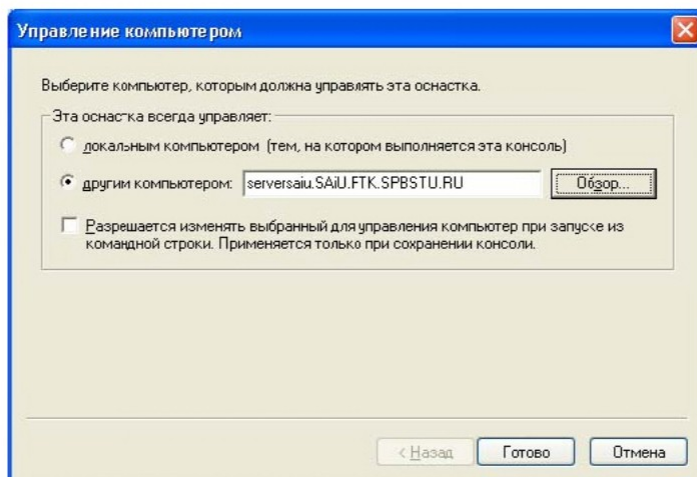 Управление компьютером
Выберите компьютер, которым должна управлять эта оснастка.
Эта оснастка всегда управляет:
локальным компьютером (тем, на котором выполняется эта консоль)
другим компьютером: serversaiu.SAiU.FTK.SPBSTU.RU Обзор...
Разрешается изменять выбранный для управления компьютер при запуске из
командной строки. Применяется только при сохранении консоли.
< Назад Готово Отмена